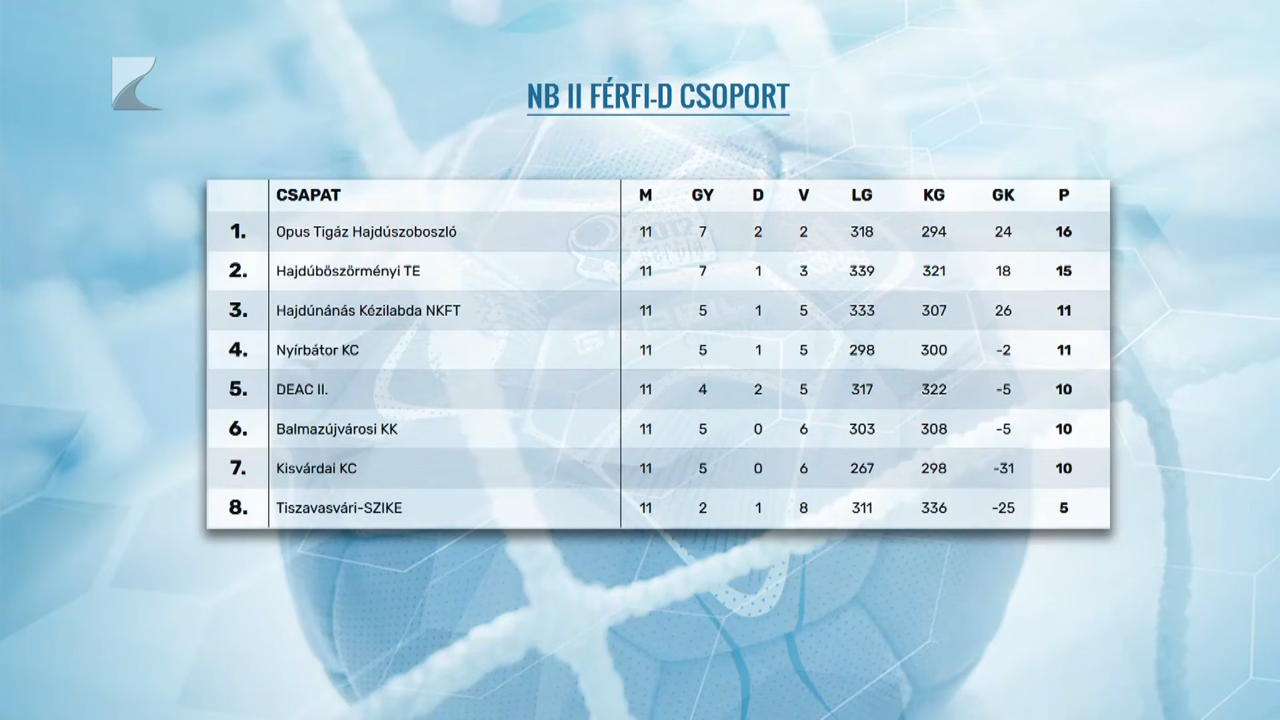 NB II FÉRFI-D CSOPORT
CSAPAT M GY D V LG KG GK P
1. Opus Tigáz Hajdúszoboszló 11 7 2 2 318 294 24 16
2. Hajdúböszörményi TE 11 7 1 3 339 321 18 15
3. Hajdúnánás Kézilabda NKFT 11 5 1 5 333 307 26 11
4. Nyírbátor KC 11 5 1 5 298 300 -2 11
5. DEAC II. 11 4 2 5 317 322 -5 10
6. Balmazújvárosi KK 11 5 0 6 303 308 -5 10
7. Kisvárdai KC 11 5 0 6 267 298 -31 10
8. Tiszavasvári-SZIKE 11 2 1 8 311 336 -25 5